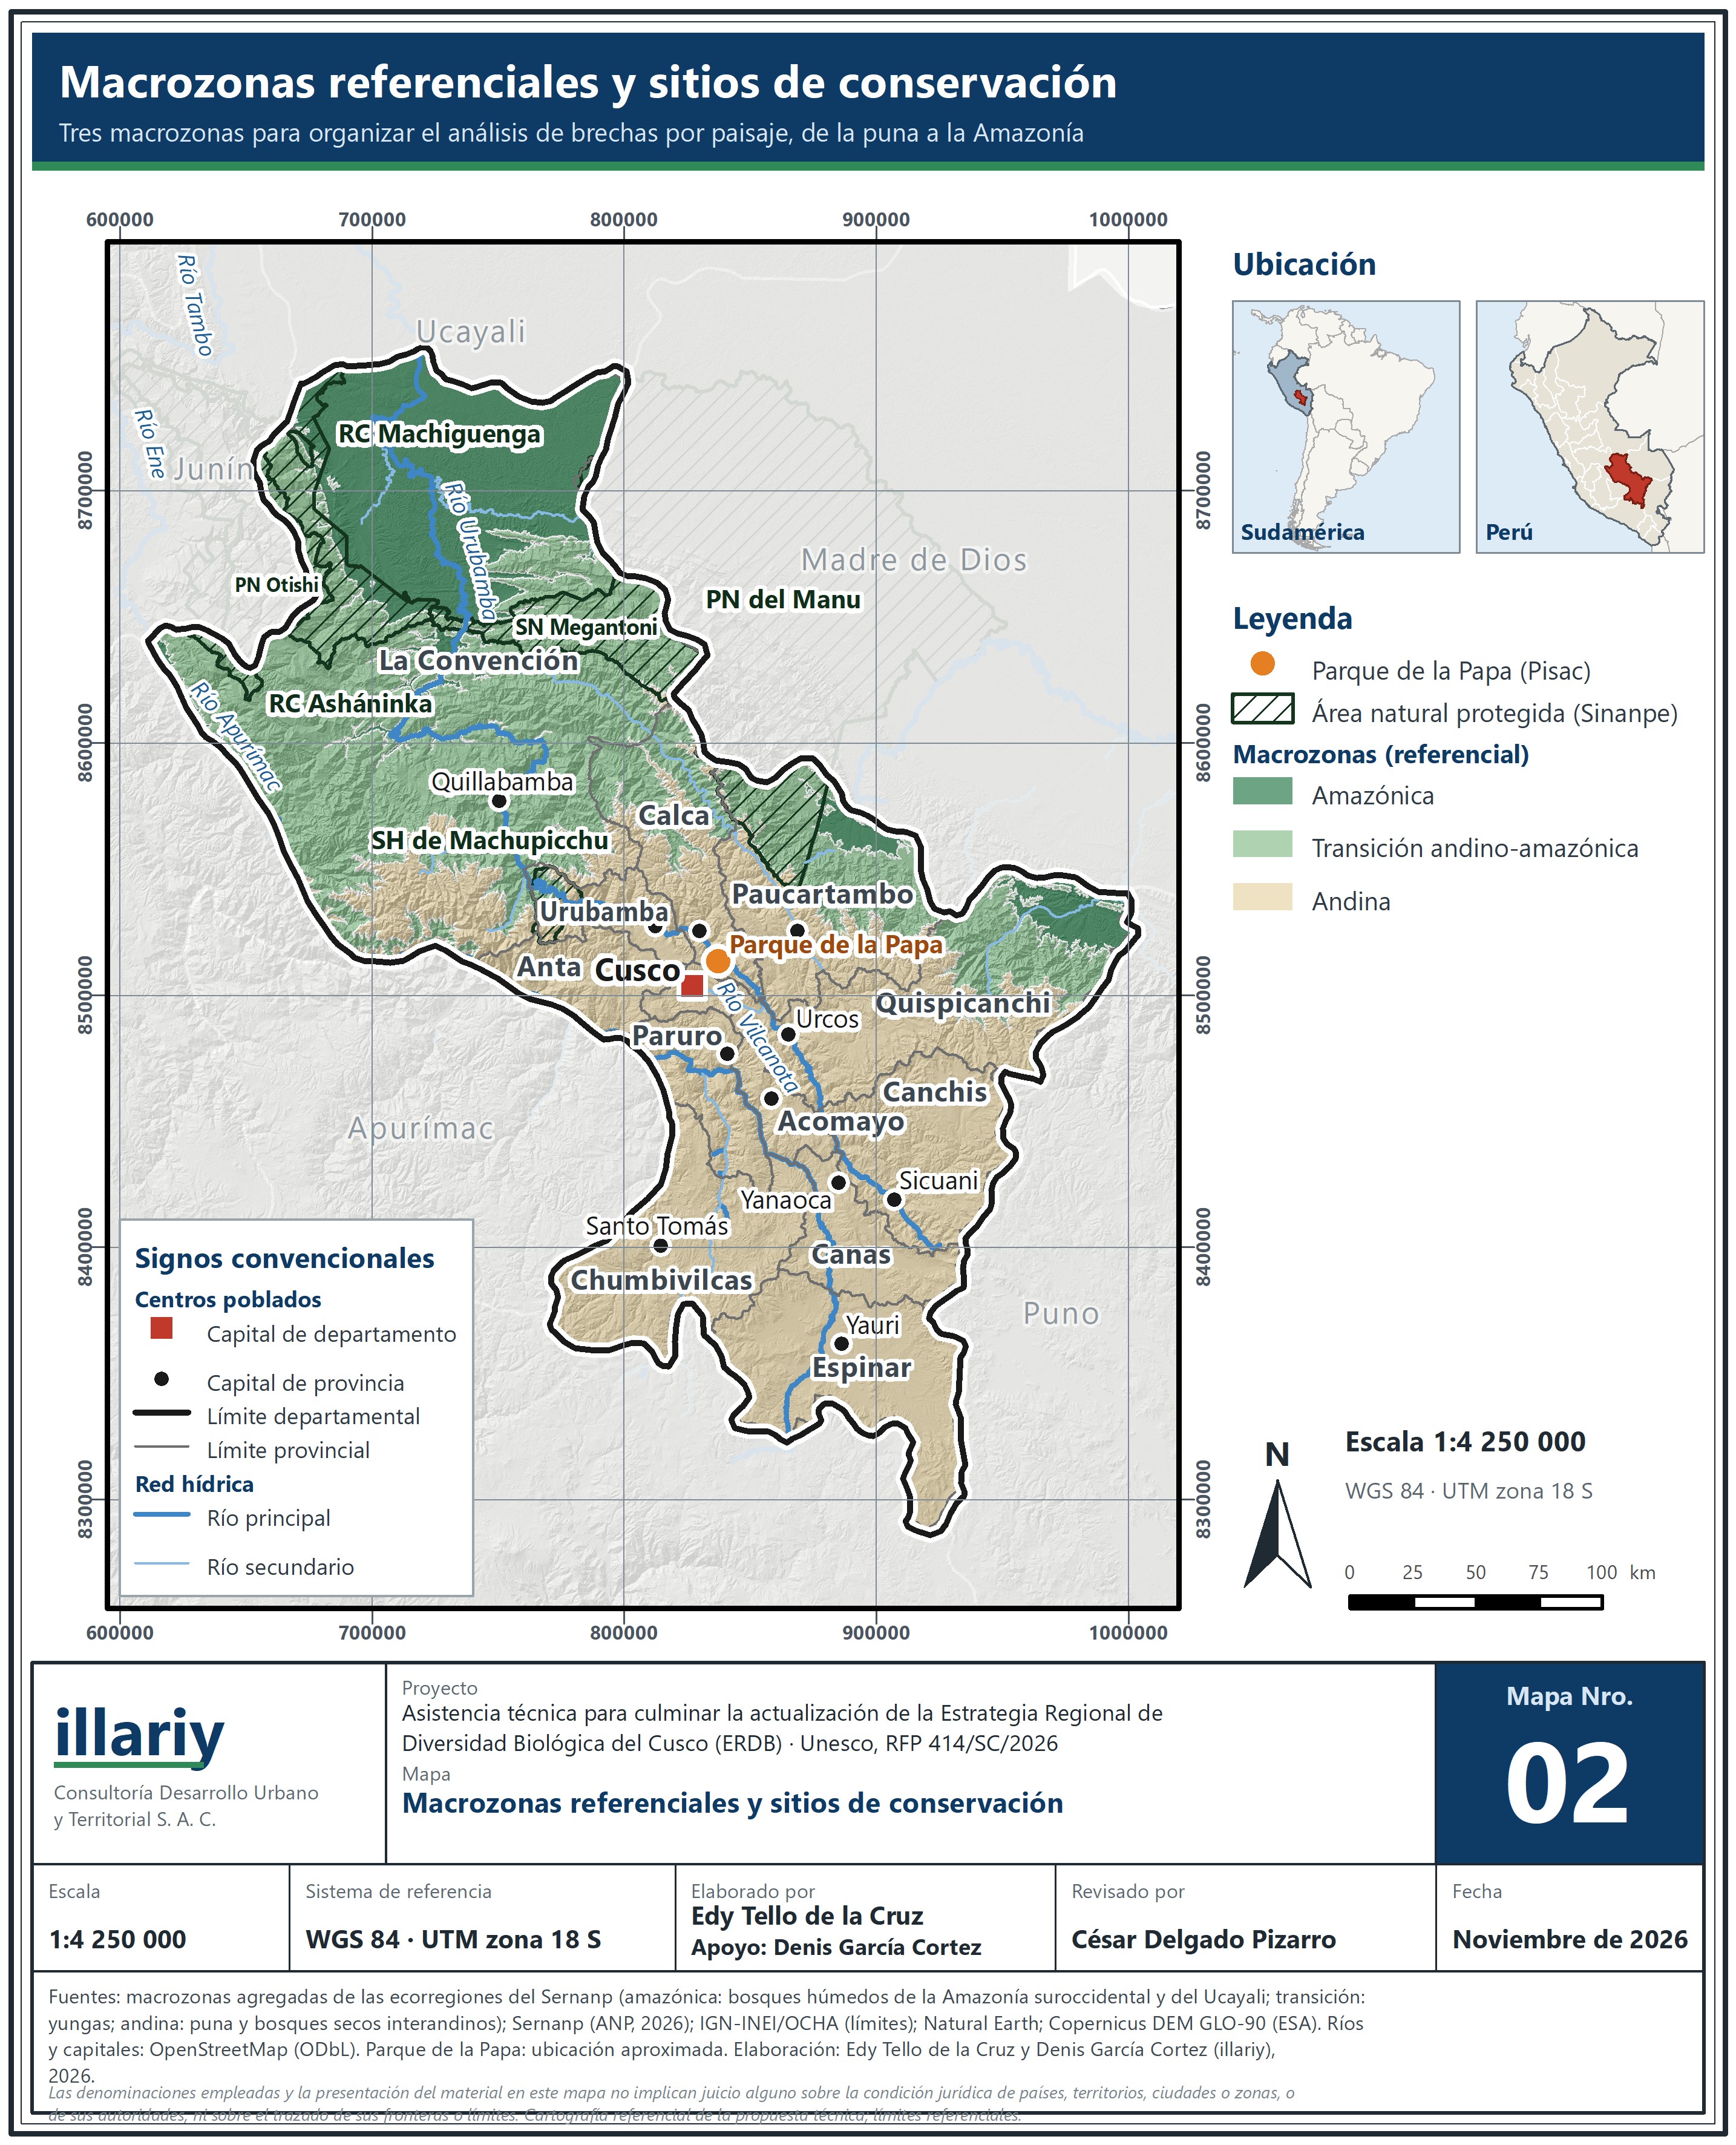 Macrozonas referenciales y sitios de conservación
Tres macrozonas para organizar el análisis de brechas por paisaje, de la puna a la Amazonía
600000 700000 800000 900000 1000000
8700000
8600000
8500000
8400000
8300000
Río Tambo
Ucayali
Río Ene
Junín
RC Machiguenga
Río Urubamba
Madre de Dios
PN Otishi
PN del Manu
SN Megantoni
La Convención
RC Asháninka
Río Apurímac
Quillabamba
Calca
SH de Machupicchu
Paucartambo
Urubamba
Parque de la Papa
Anta
Cusco
Quispicanchi
Río Vilcanota
Urcos
Paruro
Canchis
Acomayo
Apurímac
Sicuani
Yanaoca
Santo Tomás
Canas
Chumbivilcas
Puno
Yauri
Espinar
8700000
8600000
8500000
8400000
8300000
600000 700000 800000 900000 1000000
Signos convencionales
Centros poblados
Capital de departamento
Capital de provincia
Límite departamental
Límite provincial
Red hídrica
Río principal
Río secundario
Ubicación
Sudamérica
Perú
Leyenda
Parque de la Papa (Pisac)
Área natural protegida (Sinanpe)
Macrozonas (referencial)
Amazónica
Transición andino-amazónica
Andina
N
Escala 1:4 250 000
WGS 84 · UTM zona 18 S
0 25 50 75 100 km
illariy
Consultoría Desarrollo Urbano
y Territorial S. A. C.
Proyecto
Asistencia técnica para culminar la actualización de la Estrategia Regional de
Diversidad Biológica del Cusco (ERDB) · Unesco, RFP 414/SC/2026
Mapa
Macrozonas referenciales y sitios de conservación
Mapa Nro.
02
Escala
1:4 250 000
Sistema de referencia
WGS 84 · UTM zona 18 S
Elaborado por
Edy Tello de la Cruz
Apoyo: Denis García Cortez
Revisado por
César Delgado Pizarro
Fecha
Noviembre de 2026
Fuentes: macrozonas agregadas de las ecorregiones del Sernanp (amazónica: bosques húmedos de la Amazonía suroccidental y del Ucayali; transición:
yungas; andina: puna y bosques secos interandinos); Sernanp (ANP, 2026); IGN-INEI/OCHA (límites); Natural Earth; Copernicus DEM GLO-90 (ESA). Ríos
y capitales: OpenStreetMap (ODbL). Parque de la Papa: ubicación aproximada. Elaboración: Edy Tello de la Cruz y Denis García Cortez (illariy),
2026.
Las denominaciones empleadas y la presentación del material en este mapa no implican juicio alguno sobre la condición jurídica de países, territorios, ciudades o zonas, o
de sus autoridades, ni sobre el trazado de sus fronteras o límites. Cartografía referencial de la propuesta técnica; límites referenciales.